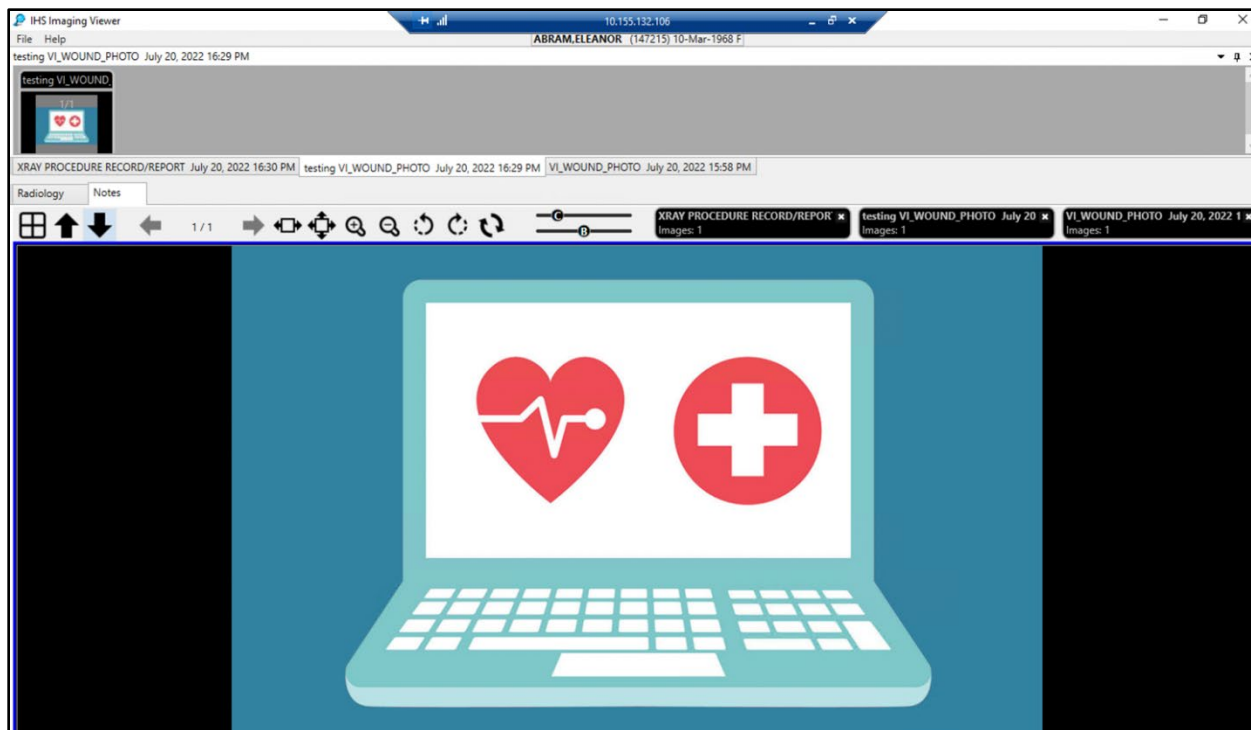 IHS Imaging Viewer
10.155.132.106
File Help
ABRAM,ELEANOR (147215) 10-Mar-1968 F
testing VI_WOUND_PHOTO July 20, 2022 16:29 PM
testing VI_WOUND_
1/1
XRAY PROCEDURE RECORD/REPORT July 20, 2022 16:30 PM
testing VI_WOUND_PHOTO July 20, 2022 16:29 PM
VI_WOUND_PHOTO July 20, 2022 15:58 PM
Radiology
Notes
1 / 1
C
B
XRAY PROCEDURE RECORD/REPOR
Images: 1
testing VI_WOUND_PHOTO July 20
Images: 1
VI_WOUND_PHOTO July 20, 2022 1
Images: 1